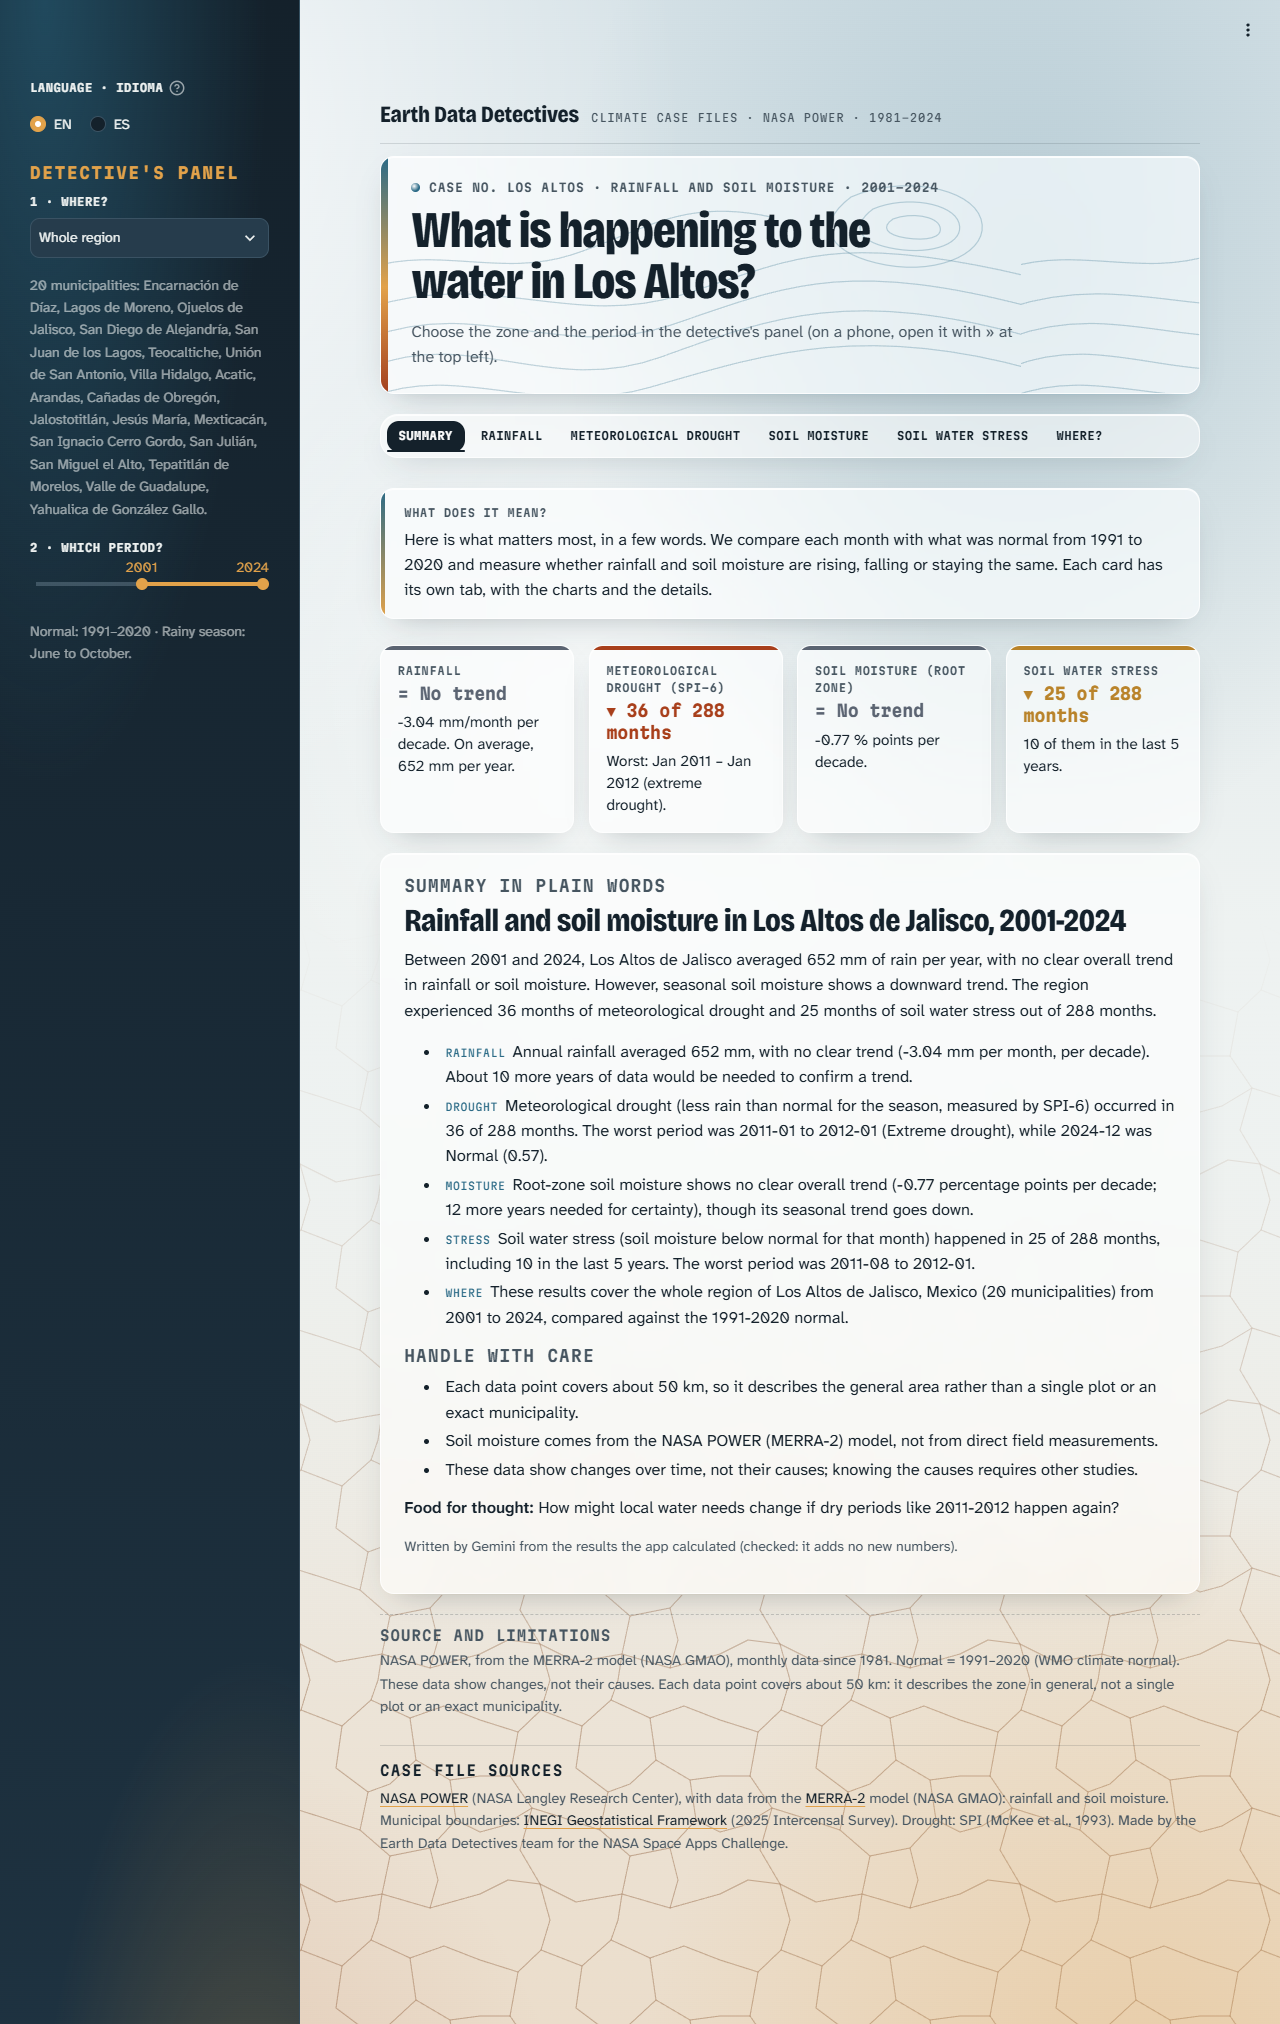 LANGUAGE · IDIOMA ?
EN ES
DETECTIVE'S PANEL
1 · WHERE?
Whole region
20 municipalities: Encarnación de
Díaz, Lagos de Moreno, Ojuelos de
Jalisco, San Diego de Alejandría, San
Juan de los Lagos, Teocaltiche, Unión
de San Antonio, Villa Hidalgo, Acatic,
Arandas, Cañadas de Obregón,
Jalostotitlán, Jesús María, Mexticacán,
San Ignacio Cerro Gordo, San Julián,
San Miguel el Alto, Tepatitlán de
Morelos, Valle de Guadalupe,
Yahualica de González Gallo.
2 · WHICH PERIOD?
2001 2024
Normal: 1991–2020 · Rainy season:
June to October.
Earth Data Detectives CLIMATE CASE FILES · NASA POWER · 1981–2024
CASE NO. LOS ALTOS · RAINFALL AND SOIL MOISTURE · 2001–2024
What is happening to the
water in Los Altos?
Choose the zone and the period in the detective's panel (on a phone, open it with » at
the top left).
SUMMARY RAINFALL METEOROLOGICAL DROUGHT SOIL MOISTURE SOIL WATER STRESS WHERE?
WHAT DOES IT MEAN?
Here is what matters most, in a few words. We compare each month with what was normal from 1991 to
2020 and measure whether rainfall and soil moisture are rising, falling or staying the same. Each card has
its own tab, with the charts and the details.
RAINFALL
= No trend
-3.04 mm/month per
decade. On average,
652 mm per year.
METEOROLOGICAL
DROUGHT (SPI-6)
▼ 36 of 288
months
Worst: Jan 2011 – Jan
2012 (extreme
drought).
SOIL MOISTURE (ROOT
ZONE)
= No trend
-0.77 % points per
decade.
SOIL WATER STRESS
▼ 25 of 288
months
10 of them in the last 5
years.
SUMMARY IN PLAIN WORDS
Rainfall and soil moisture in Los Altos de Jalisco, 2001-2024
Between 2001 and 2024, Los Altos de Jalisco averaged 652 mm of rain per year, with no clear overall trend
in rainfall or soil moisture. However, seasonal soil moisture shows a downward trend. The region
experienced 36 months of meteorological drought and 25 months of soil water stress out of 288 months.
• RAINFALL Annual rainfall averaged 652 mm, with no clear trend (-3.04 mm per month, per decade).
About 10 more years of data would be needed to confirm a trend.
• DROUGHT Meteorological drought (less rain than normal for the season, measured by SPI-6) occurred in
36 of 288 months. The worst period was 2011-01 to 2012-01 (Extreme drought), while 2024-12 was
Normal (0.57).
• MOISTURE Root-zone soil moisture shows no clear overall trend (-0.77 percentage points per decade;
12 more years needed for certainty), though its seasonal trend goes down.
• STRESS Soil water stress (soil moisture below normal for that month) happened in 25 of 288 months,
including 10 in the last 5 years. The worst period was 2011-08 to 2012-01.
• WHERE These results cover the whole region of Los Altos de Jalisco, Mexico (20 municipalities) from
2001 to 2024, compared against the 1991-2020 normal.
HANDLE WITH CARE
• Each data point covers about 50 km, so it describes the general area rather than a single plot or an
exact municipality.
• Soil moisture comes from the NASA POWER (MERRA-2) model, not from direct field measurements.
• These data show changes over time, not their causes; knowing the causes requires other studies.
Food for thought: How might local water needs change if dry periods like 2011-2012 happen again?
Written by Gemini from the results the app calculated (checked: it adds no new numbers).
SOURCE AND LIMITATIONS
NASA POWER, from the MERRA-2 model (NASA GMAO), monthly data since 1981. Normal = 1991–2020 (WMO climate normal).
These data show changes, not their causes. Each data point covers about 50 km: it describes the zone in general, not a single
plot or an exact municipality.
CASE FILE SOURCES
NASA POWER (NASA Langley Research Center), with data from the MERRA-2 model (NASA GMAO): rainfall and soil moisture.
Municipal boundaries: INEGI Geostatistical Framework (2025 Intercensal Survey). Drought: SPI (McKee et al., 1993). Made by the
Earth Data Detectives team for the NASA Space Apps Challenge.